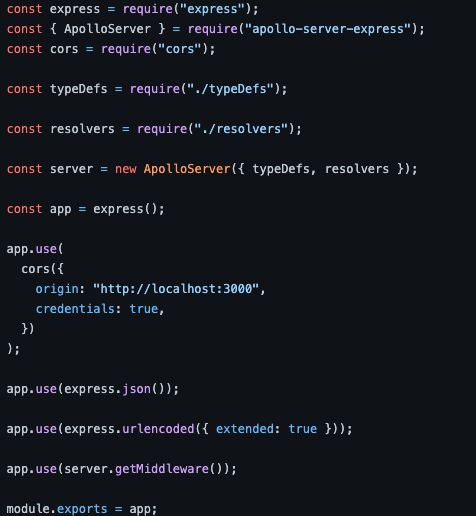 const express = require("express");
const { ApolloServer } = require("apollo-server-express");
const cors = require("cors");

const typeDefs = require("./typeDefs");

const resolvers = require("./resolvers");

const server = new ApolloServer({ typeDefs, resolvers });

const app = express();

app.use(
  cors({
    origin: "http://localhost:3000",
    credentials: true,
  })
);

app.use(express.json());

app.use(express.urlencoded({ extended: true }));

app.use(server.getMiddleware());

module.exports = app;